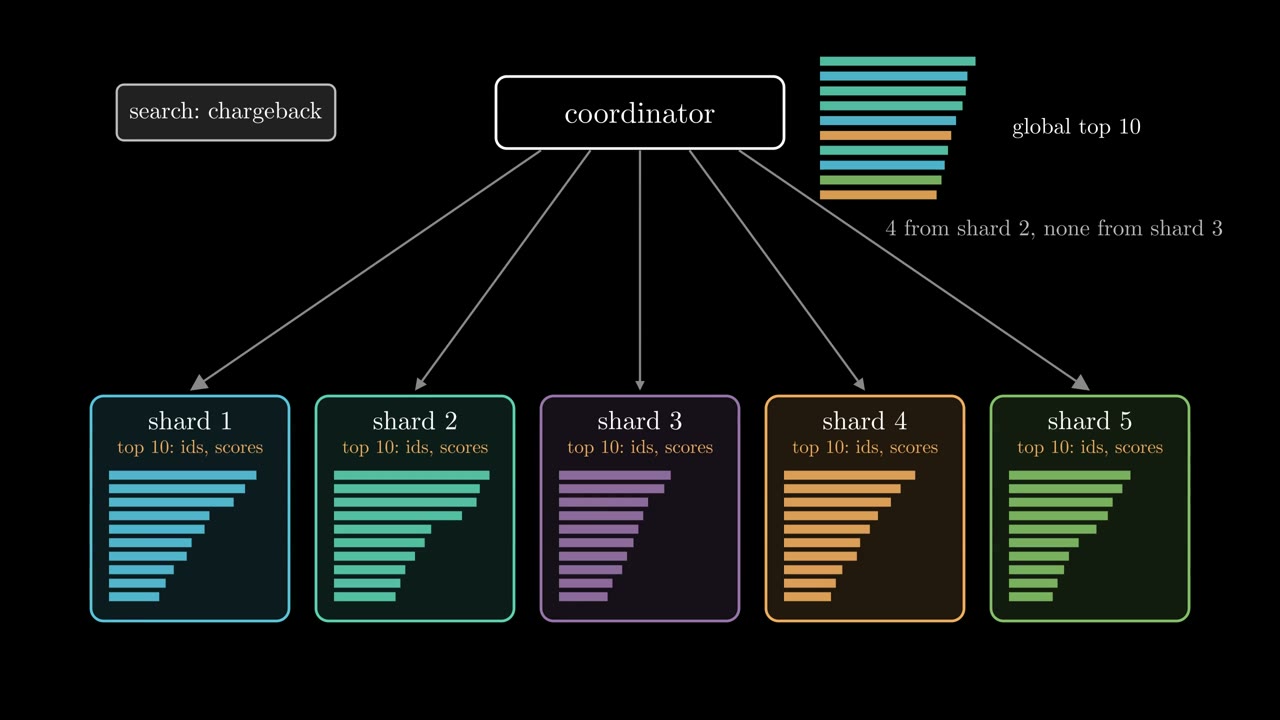 search: chargeback
coordinator
global top 10
4 from shard 2, none from shard 3
shard 1
top 10: ids, scores
shard 2
top 10: ids, scores
shard 3
top 10: ids, scores
shard 4
top 10: ids, scores
shard 5
top 10: ids, scores